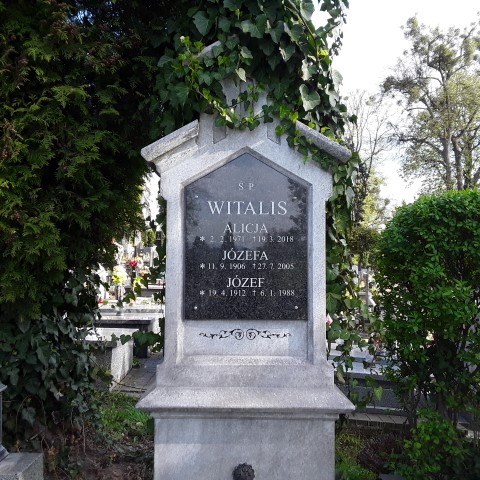 Ś. P.
WITALIS
ALICJA
* 2. 2. 1971 † 19. 3. 2018
JÓZEFA
* 11. 9. 1906 † 27. 7. 2005
JÓZEF
* 19. 4. 1912 † 6. 1. 1988